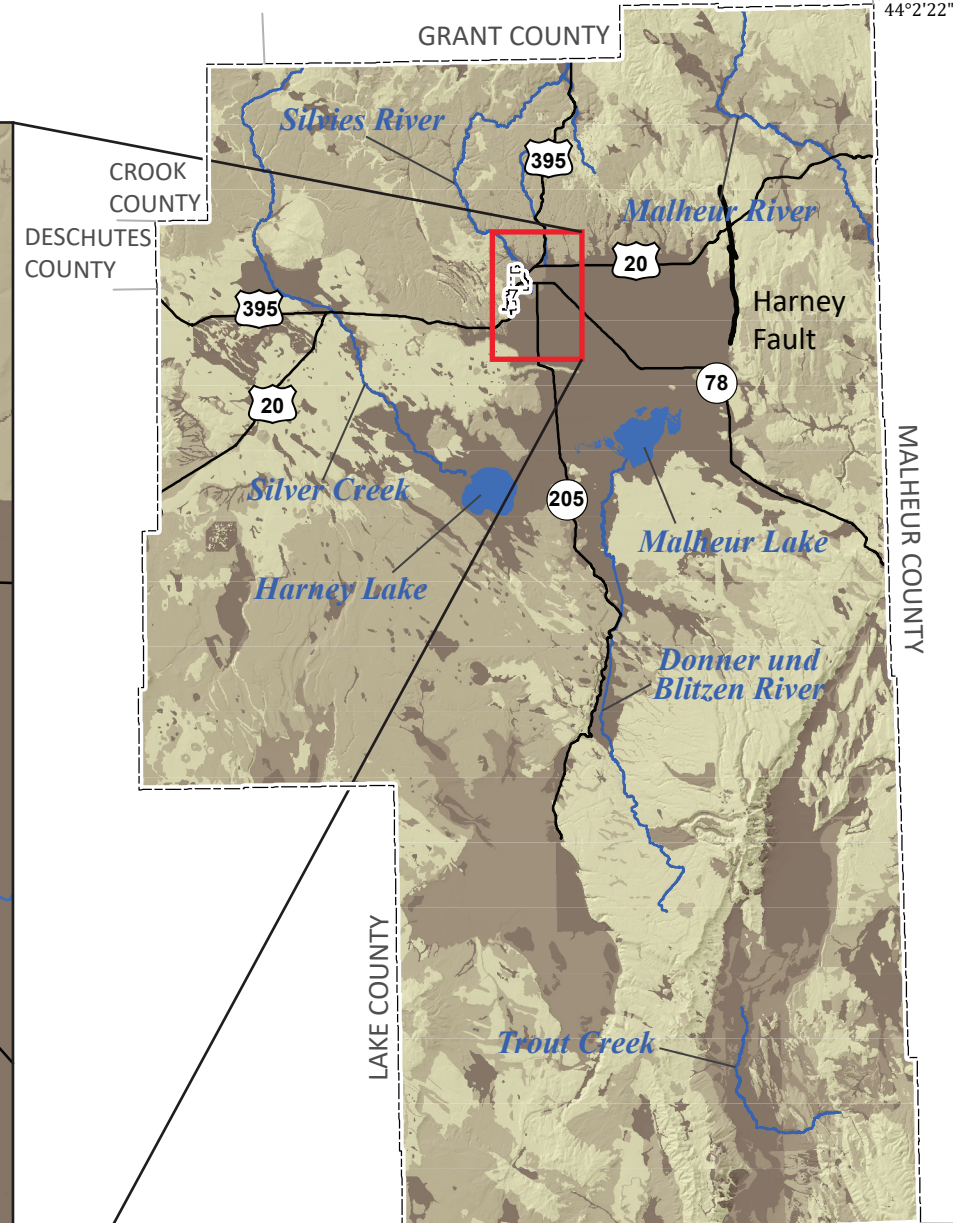 44°2'22"
GRANT COUNTY
Silvies River
395
CROOK
COUNTY
Malheur River
DESCHUTES
COUNTY
20
395
Harney
Fault
78
20
MALHEUR COUNTY
Silver Creek
205
Malheur Lake
Harney Lake
Donner und
Blitzen River
LAKE COUNTY
Trout Creek